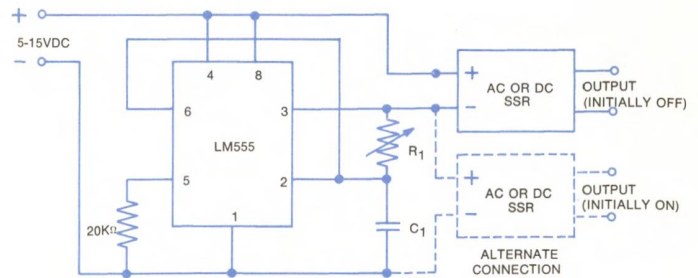 +
5-15VDC
−
4
8
6
3
LM555
5
2
1
20KΩ
R1
C1
+
−
AC OR DC
SSR
OUTPUT
(INITIALLY OFF)
+
−
AC OR DC
SSR
OUTPUT
(INITIALLY ON)
ALTERNATE
CONNECTION